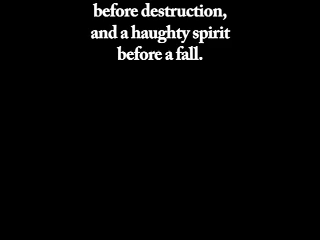 before destruction,
and a haughty spirit
before a fall.